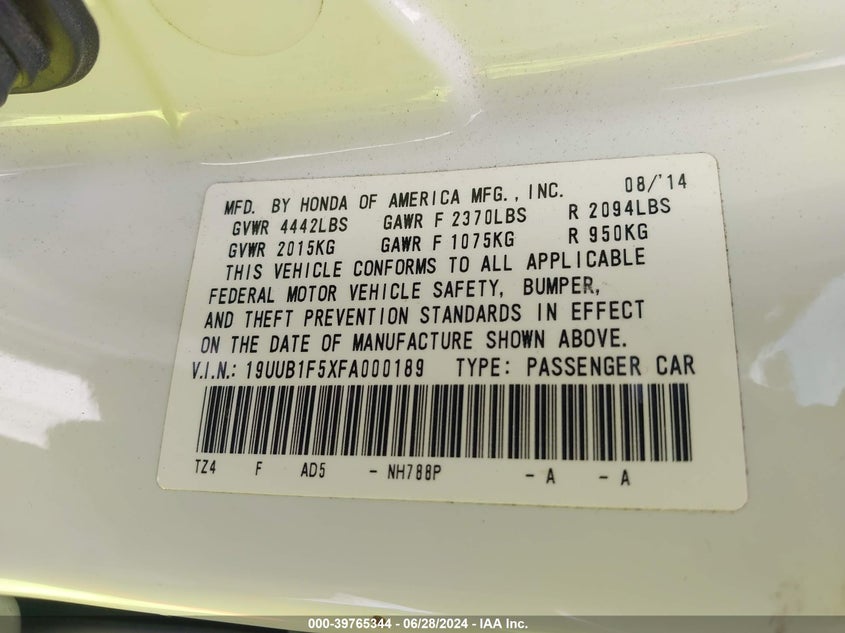 MFD. BY HONDA OF AMERICA MFG., INC. 08/'14
GVWR 4442LBS GAWR F 2370LBS R 2094LBS
GVWR 2015KG GAWR F 1075KG R 950KG
THIS VEHICLE CONFORMS TO ALL APPLICABLE
FEDERAL MOTOR VEHICLE SAFETY, BUMPER,
AND THEFT PREVENTION STANDARDS IN EFFECT
ON THE DATE OF MANUFACTURE SHOWN ABOVE.
V.I.N.: 19UUB1F5XFA000189 TYPE: PASSENGER CAR
TZ4 F AD5 - NH788P - A - A
000-39765344 / 06/28/2024 - IAA Inc.